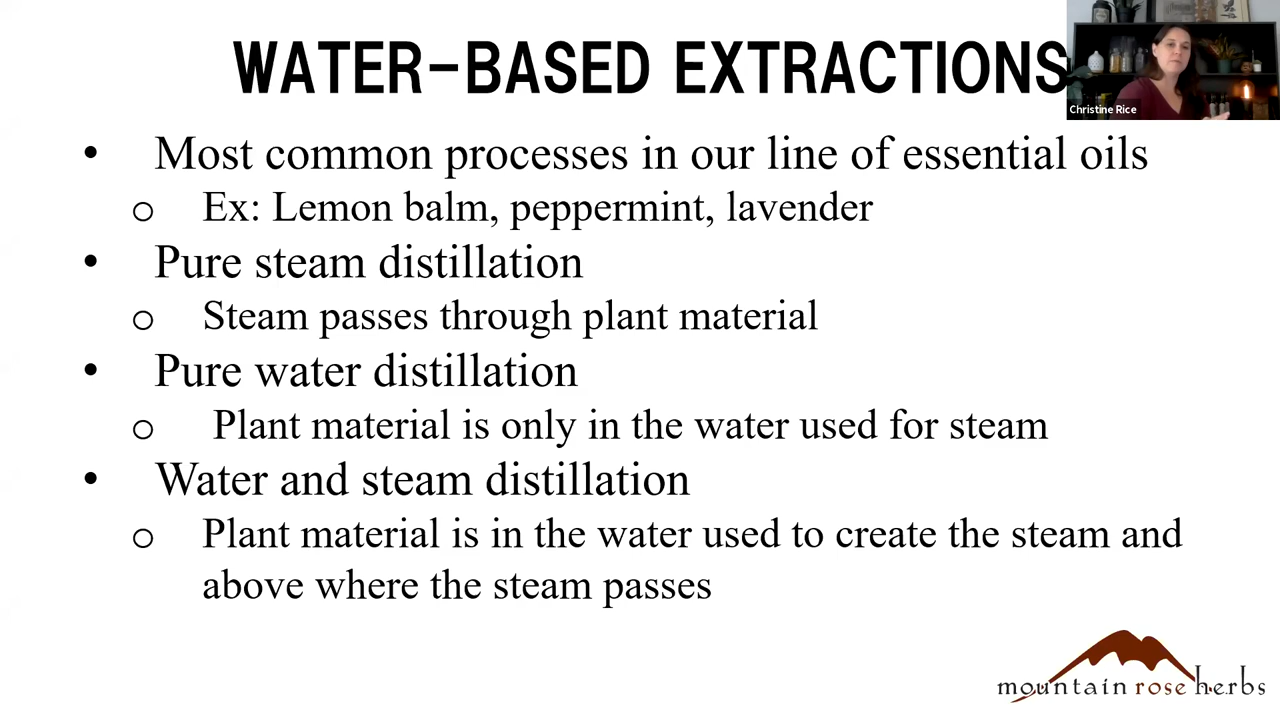 WATER-BASED EXTRACTIONS
Christine Rice
• Most common processes in our line of essential oils
o Ex: Lemon balm, peppermint, lavender
• Pure steam distillation
o Steam passes through plant material
• Pure water distillation
o Plant material is only in the water used for steam
• Water and steam distillation
o Plant material is in the water used to create the steam and
above where the steam passes
mountain rose herbs